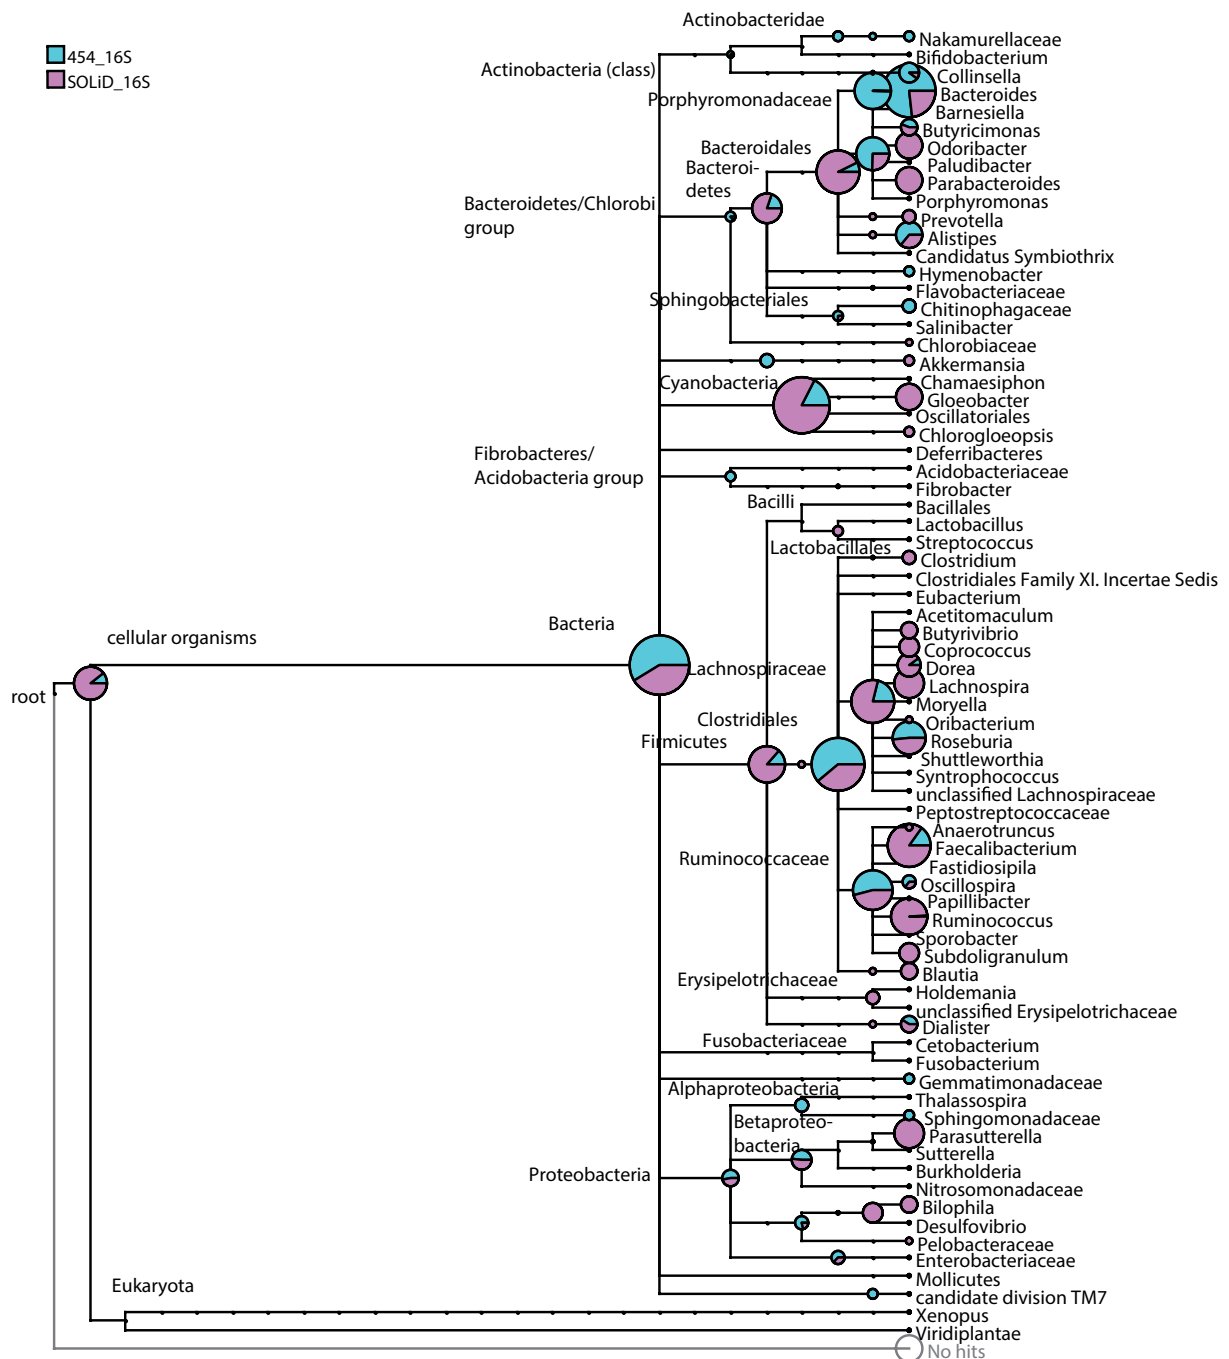 454_16S
SOLiD_16S
Actinobacteridae
Nakamurellaceae
Bifidobacterium
Actinobacteria (class)
Collinsella
Porphyromonadaceae
Bacteroides
Barnesiella
Butyricimonas
Bacteroidales
Odoribacter
Bacteroi-
detes
Paludibacter
Parabacteroides
Bacteroidetes/Chlorobi
group
Porphyromonas
Prevotella
Alistipes
Candidatus Symbiothrix
Hymenobacter
Flavobacteriaceae
Sphingobacteriales
Chitinophagaceae
Salinibacter
Chlorobiaceae
Akkermansia
Cyanobacteria
Chamaesiphon
Gloeobacter
Oscillatoriales
Chlorogloeopsis
Fibrobacteres/
Acidobacteria group
Deferribacteres
Acidobacteriaceae
Fibrobacter
Bacilli
Bacillales
Lactobacillus
Lactobacillales
Streptococcus
Clostridium
Clostridiales Family XI. Incertae Sedis
Eubacterium
Acetitomaculum
Bacteria
Butyrivibrio
cellular organisms
Coprococcus
Lachnospiraceae
Dorea
Lachnospira
root
Moryella
Clostridiales
Oribacterium
Firmicutes
Roseburia
Shuttleworthia
Syntrophococcus
unclassified Lachnospiraceae
Peptostreptococcaceae
Anaerotruncus
Faecalibacterium
Ruminococcaceae
Fastidiosipila
Oscillospira
Papillibacter
Ruminococcus
Sporobacter
Subdoligranulum
Erysipelotrichaceae
Blautia
Holdemania
unclassified Erysipelotrichaceae
Dialister
Fusobacteriaceae
Cetobacterium
Fusobacterium
Gemmatimonadaceae
Alphaproteobacteria
Thalassospira
Betaproteo-
bacteria
Sphingomonadaceae
Parasutterella
Sutterella
Proteobacteria
Burkholderia
Nitrosomonadaceae
Bilophila
Desulfovibrio
Pelobacteraceae
Enterobacteriaceae
Eukaryota
Mollicutes
candidate division TM7
Xenopus
Viridiplantae
No hits